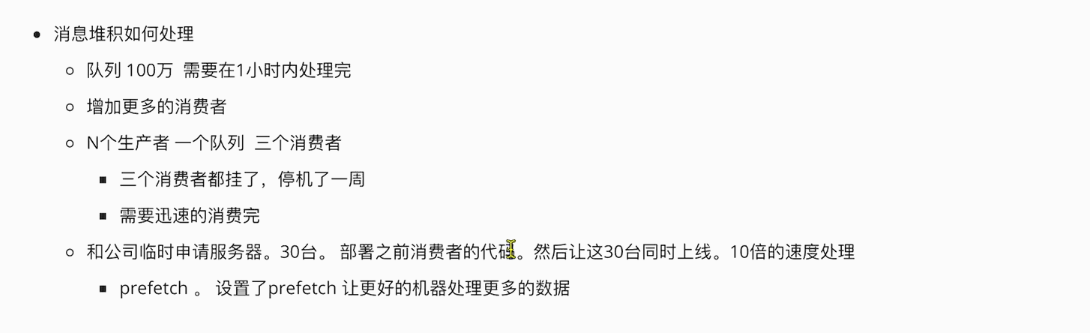 消息堆积如何处理
队列 100万 需要在1小时内处理完
增加更多的消费者
N个生产者 一个队列 三个消费者
三个消费者都挂了，停机了一周
需要迅速的消费完
和公司临时申请服务器。30台。 部署之前消费者的代码。然后让这30台同时上线。10倍的速度处理
prefetch 。 设置了prefetch 让更好的机器处理更多的数据